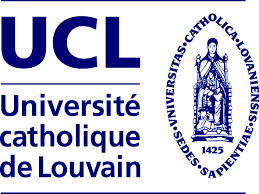 UCL
Université
catholique
de Louvain
UNIVERSITAS CATHOLICA LOVANIENSIS
SEDES SAPIENTIAE
1425